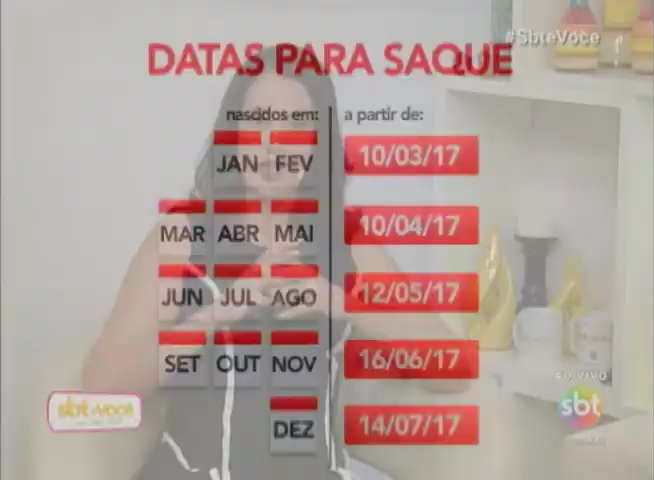 #SbteVoce
DATAS PARA SAQUE
nascidos em: a partir de:
JAN FEV 10/03/17
MAR ABR MAI 10/04/17
JUN JUL AGO 12/05/17
SET OUT NOV 16/06/17
DEZ 14/07/17
sbt e VOCÊ
AO VIVO
sbt